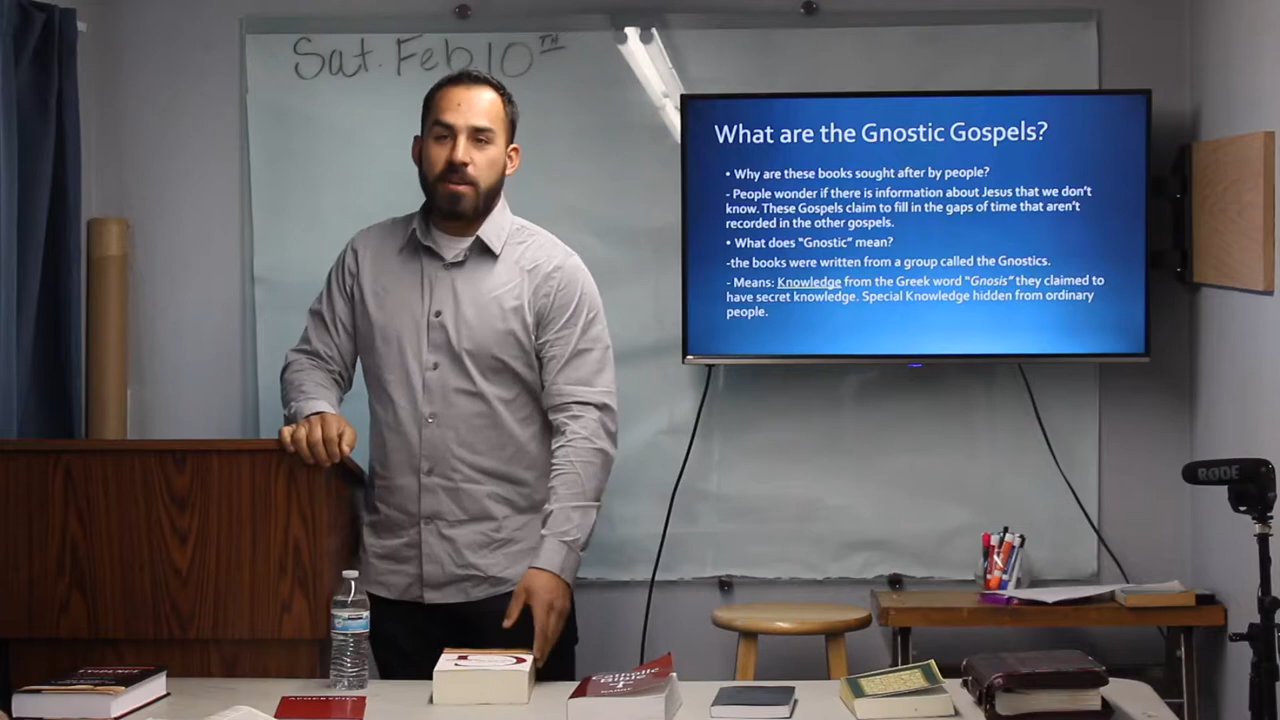 Sat. Feb 10TH
What are the Gnostic Gospels?
• Why are these books sought after by people?
- People wonder if there is information about Jesus that we don't
know. These Gospels claim to fill in the gaps of time that aren't
recorded in the other gospels.
• What does "Gnostic" mean?
-the books were written from a group called the Gnostics.
- Means: Knowledge from the Greek word "Gnosis" they claimed to
have secret knowledge. Special Knowledge hidden from ordinary
people.
RØDE
EVIDENCE
APOCRYPHA
Catholic